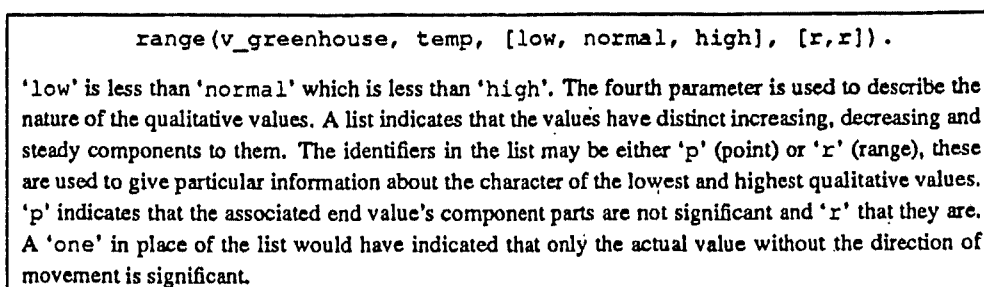 range(v_greenhouse, temp, [low, normal, high], [r,r]).
‘low’ is less than ‘normal’ which is less than ‘high’. The fourth parameter is used to describe the
nature of the qualitative values. A list indicates that the values have distinct increasing, decreasing and
steady components to them. The identifiers in the list may be either ‘p’ (point) or ‘r’ (range), these
are used to give particular information about the character of the lowest and highest qualitative values.
‘p’ indicates that the associated end value's component parts are not significant and ‘r’ that they are.
A ‘one’ in place of the list would have indicated that only the actual value without the direction of
movement is significant.